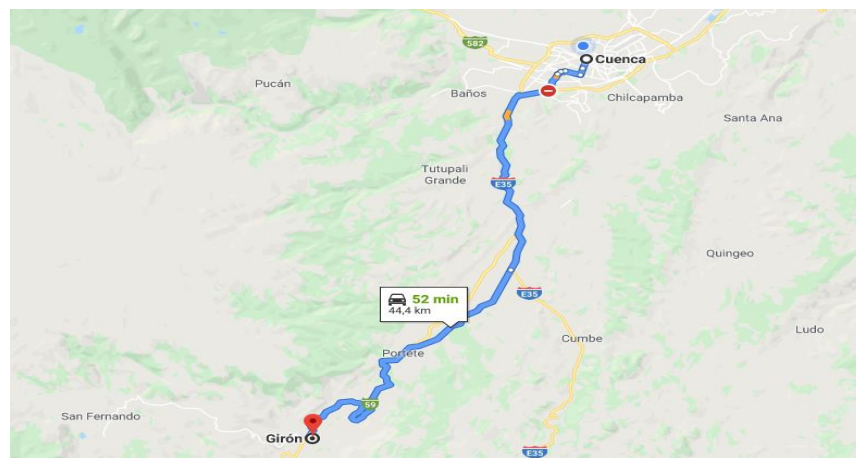 582
Cuenca
Pucán
Baños
Chilcapamba
Santa Ana
Tutupali
Grande
E35
Quingeo
E35
52 min
44,4 km
Ludo
Cumbe
Portete
59
San Fernando
Girón
E35